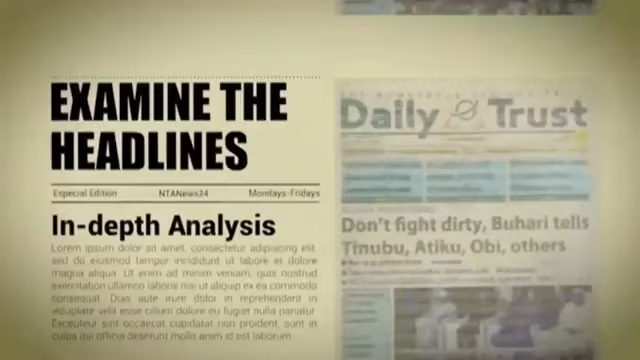 EXAMINE THE
HEADLINES
Especial Edition NTANews24 Mondays-Fridays
In-depth Analysis
Lorem ipsum dolor sit amet, consectetur adipiscing elit,
sed do eiusmod tempor incididunt ut labore et dolore
magna aliqua. Ut enim ad minim veniam, quis nostrud
exercitation ullamco laboris nisi ut aliquip ex ea commodo
consequat. Duis aute irure dolor in reprehenderit in
voluptate velit esse cillum dolore eu fugiat nulla pariatur.
Excepteur sint occaecat cupidatat non proident, sunt in
culpa qui officia deserunt mollit anim id est laborum.
Daily Trust
Don't fight dirty, Buhari tells
Tinubu, Atiku, Obi, others